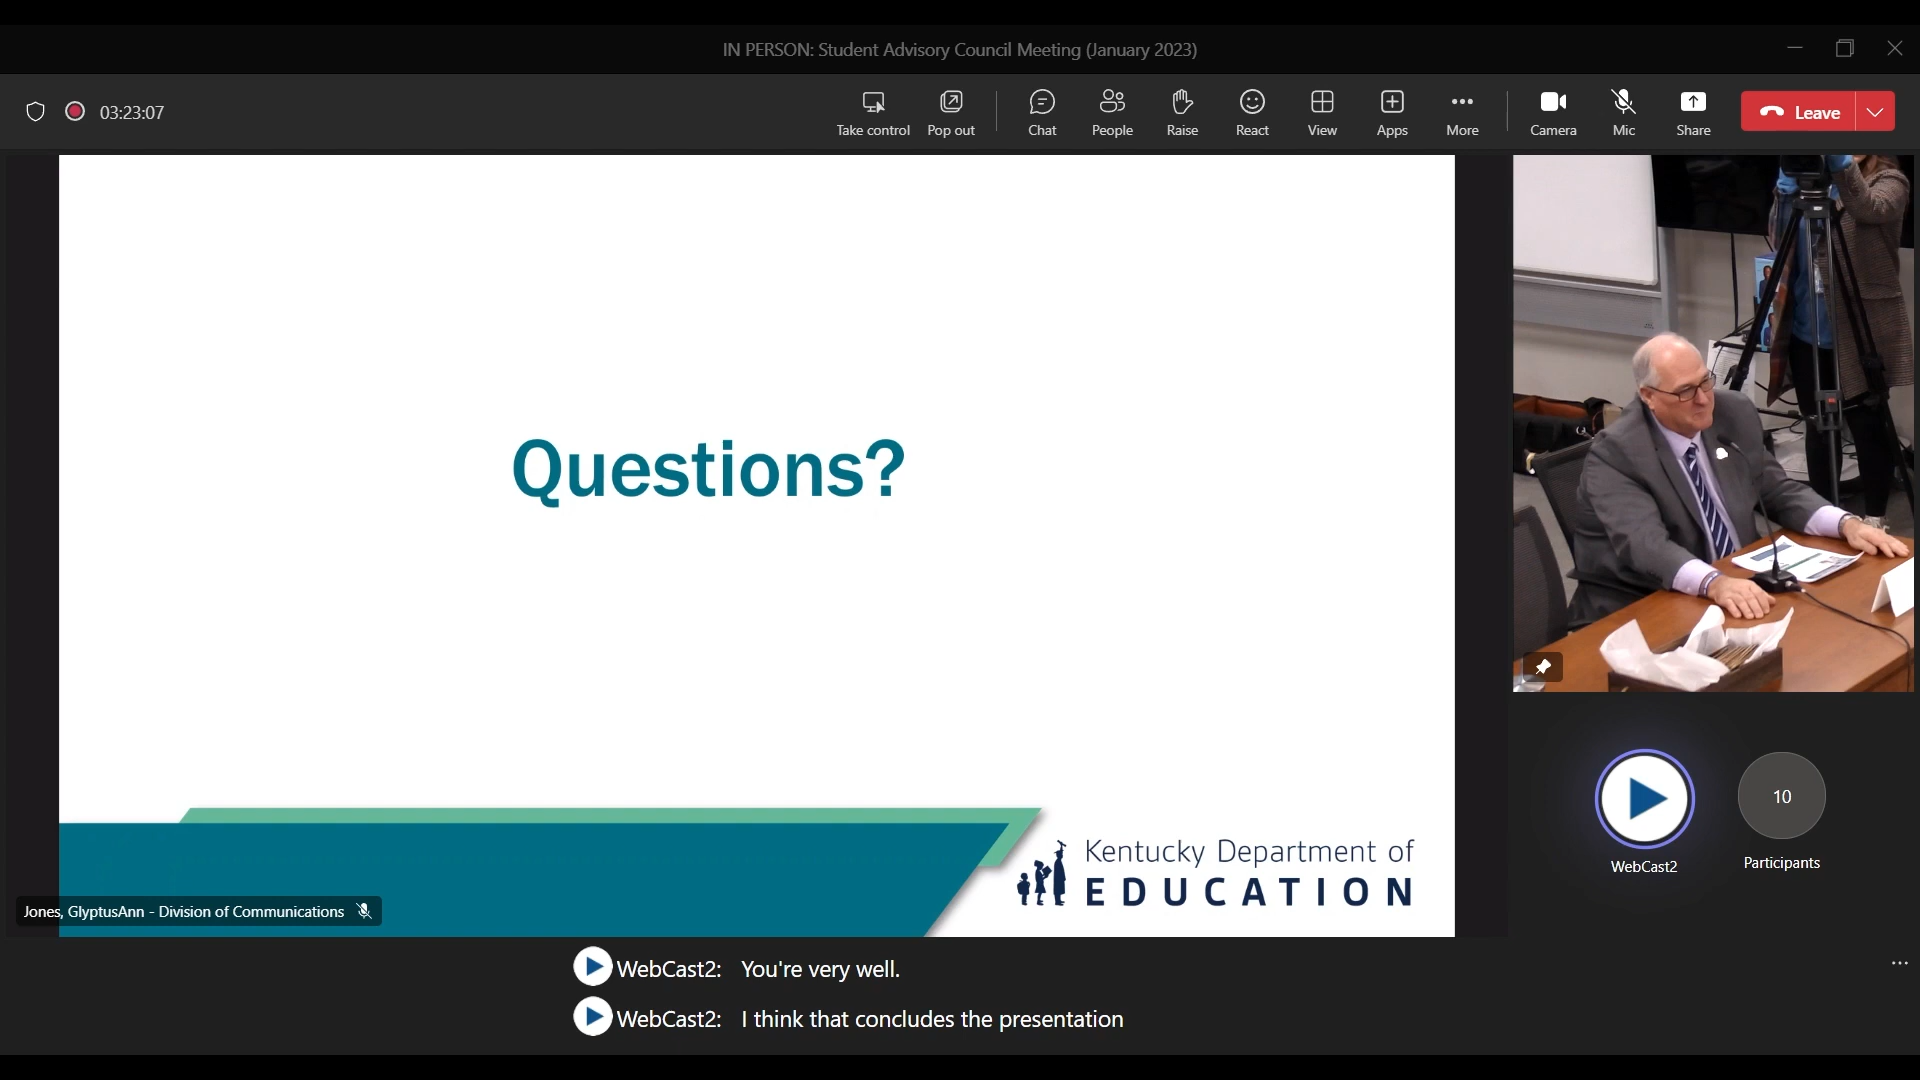 IN PERSON: Student Advisory Council Meeting (January 2023)
03:23:07
Take control
Pop out
Chat
People
Raise
React
View
Apps
More
Camera
Mic
Share
Leave
Questions?
Kentucky Department of
EDUCATION
Jones, GlyptusAnn - Division of Communications
10
WebCast2
Participants
WebCast2: You're very well.
WebCast2: I think that concludes the presentation